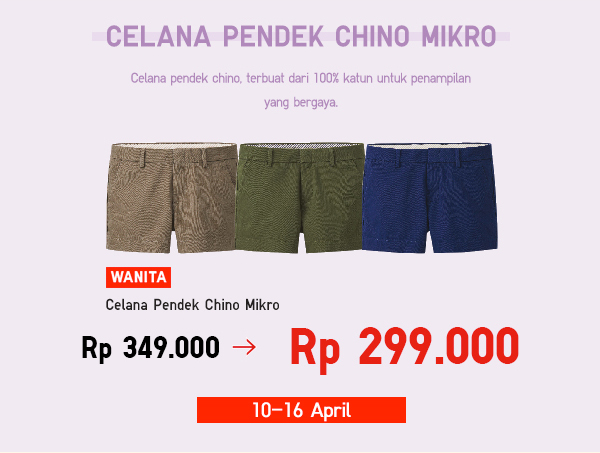 CELANA PENDEK CHINO MIKRO
Celana pendek chino, terbuat dari 100% katun untuk penampilan
yang bergaya.
WANITA
Celana Pendek Chino Mikro
Rp 349.000 → Rp 299.000
10–16 April